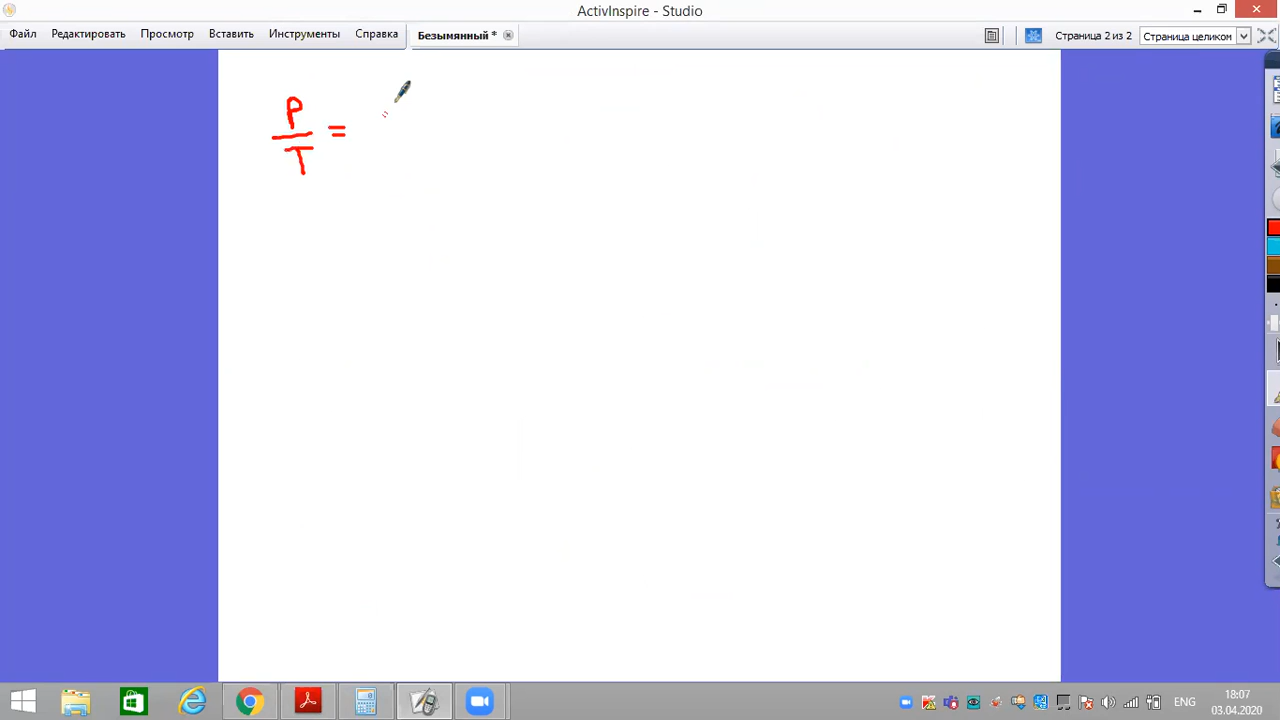 ActivInspire - Studio
Файл Редактировать Просмотр Вставить Инструменты Справка Безымянный * Страница 2 из 2 Страница целиком
P
T
=
ENG
18:07
03.04.2020